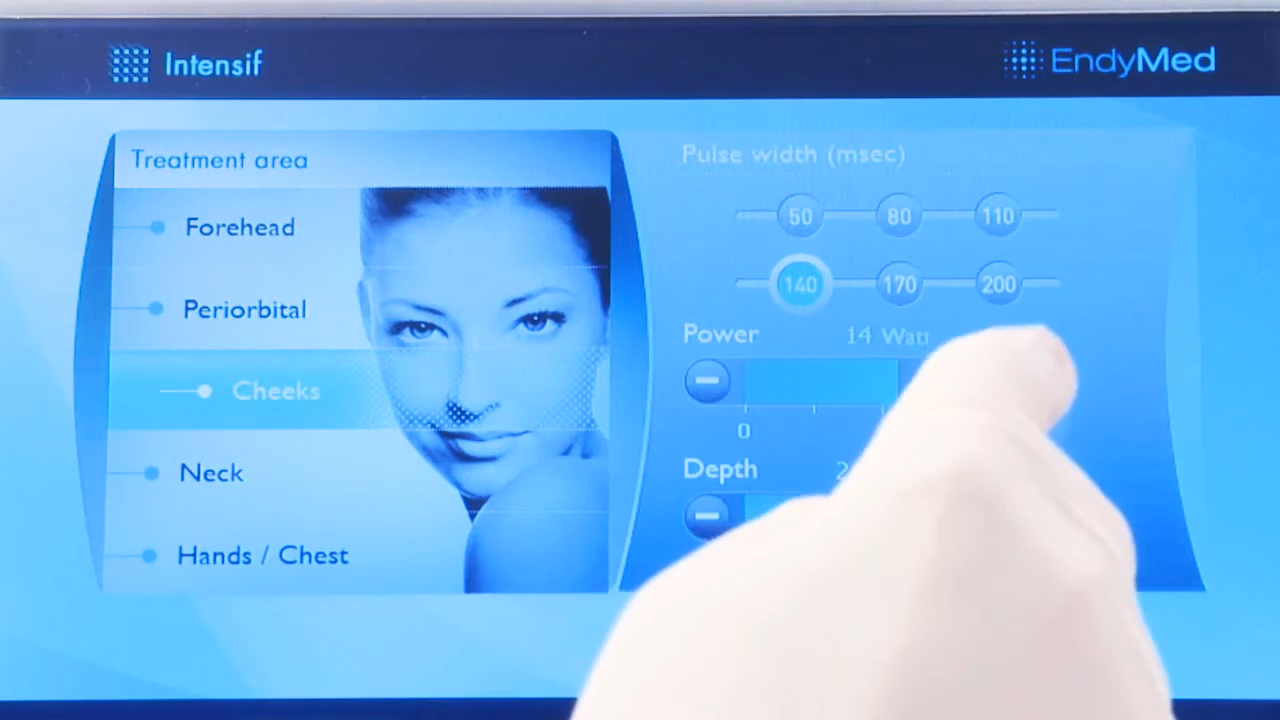 Intensif
EndyMed
Treatment area
Forehead
Periorbital
Cheeks
Neck
Hands / Chest
Pulse width (msec)
50 80 110
140 170 200
Power 14 Watt
0
Depth